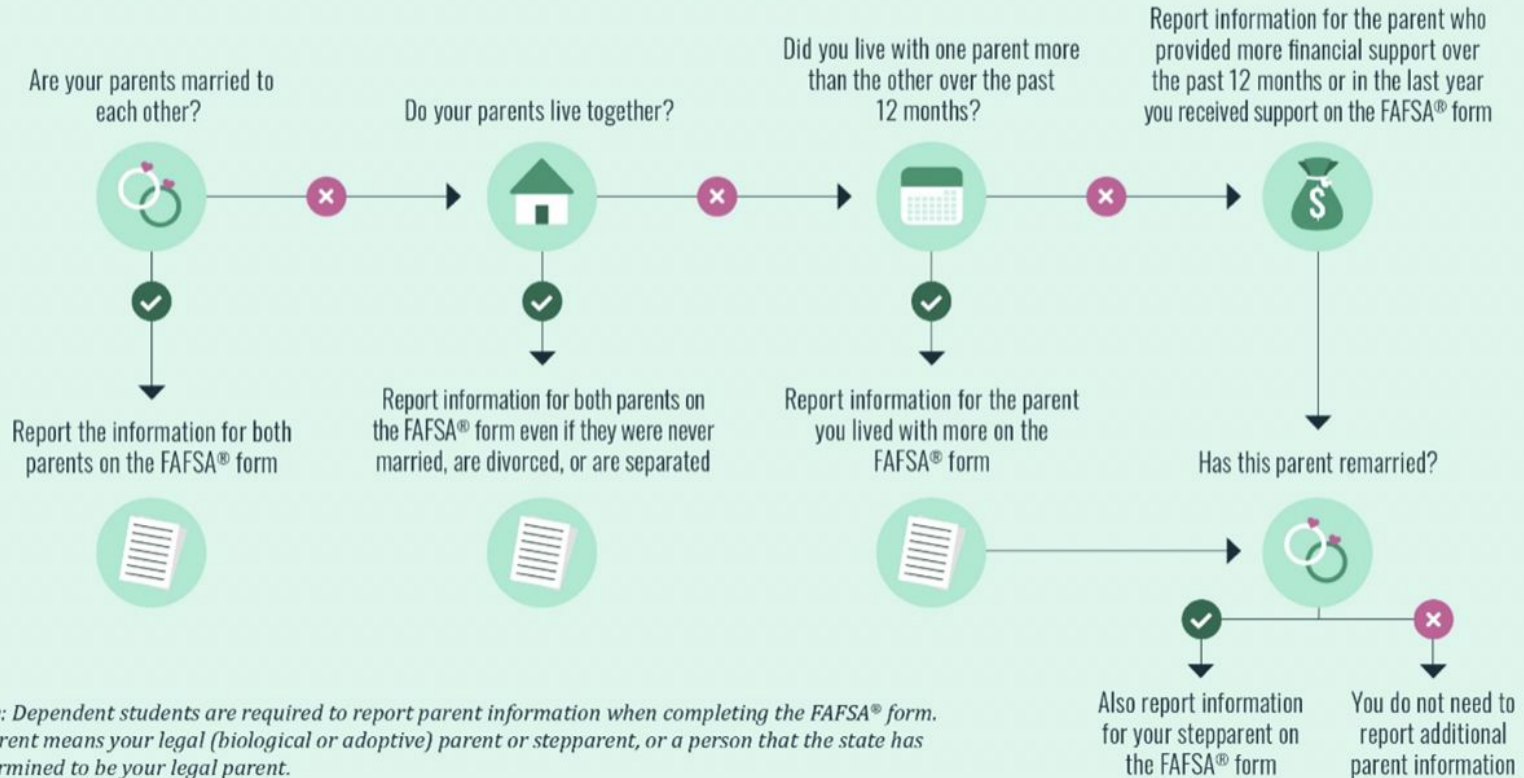 Are your parents married to
each other?
Do your parents live together?
Did you live with one parent more
than the other over the past
12 months?
Report information for the parent who
provided more financial support over
the past 12 months or in the last year
you received support on the FAFSA® form
$
Report the information for both
parents on the FAFSA® form
Report information for both parents on
the FAFSA® form even if they were never
married, are divorced, or are separated
Report information for the parent
you lived with more on the
FAFSA® form
Has this parent remarried?
Also report information
for your stepparent on
the FAFSA® form
You do not need to
report additional
parent information
: Dependent students are required to report parent information when completing the FAFSA® form.
rent means your legal (biological or adoptive) parent or stepparent, or a person that the state has
rmined to be your legal parent.